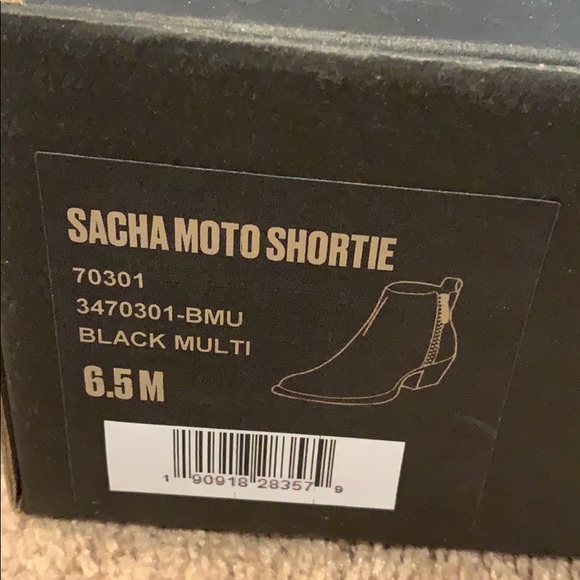 SACHA MOTO SHORTIE
70301
3470301-BMU
BLACK MULTI
6.5 M
1 90918 28357 9